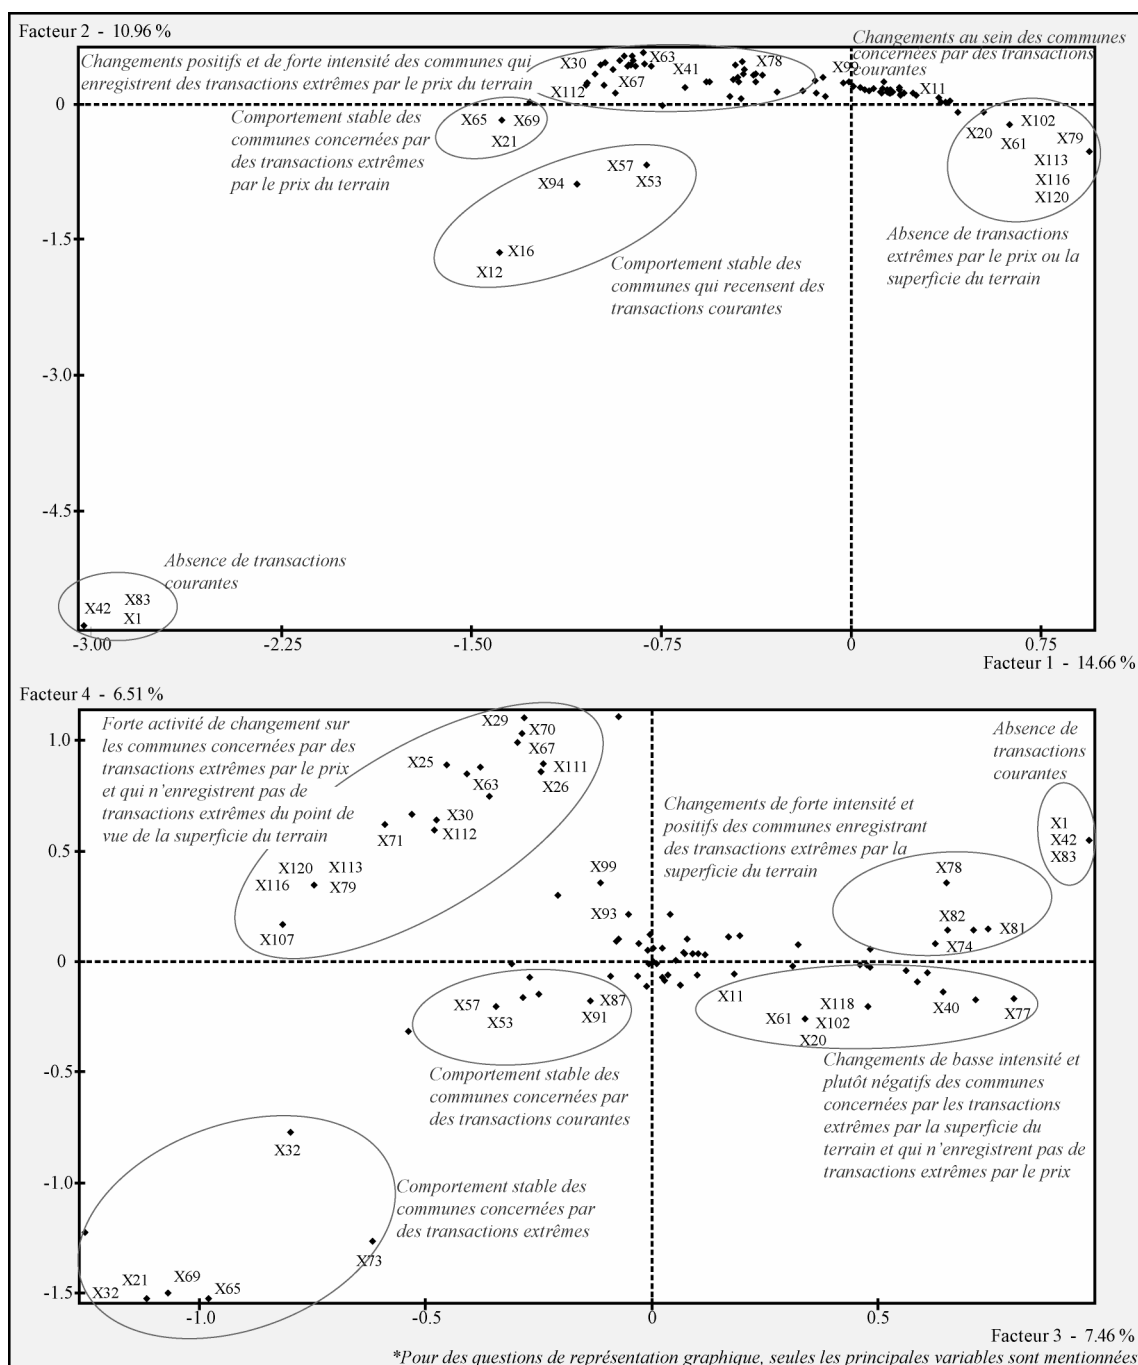 Facteur 2 - 10.96 %
Changements au sein des communes
concernées par des transactions
courantes
Changements positifs et de forte intensité des communes qui
enregistrent des transactions extrêmes par le prix du terrain
X30
X63
X41
X78
X99
X67
X112
X11
0
Comportement stable des
communes concernées par
des transactions extrêmes
par le prix du terrain
X65
X69
X21
X20
X102
X61
X79
X113
X116
X120
X57
X53
X94
-1.5
X16
X12
Absence de transactions
extrêmes par le prix ou la
superficie du terrain
Comportement stable des
communes qui recensent des
transactions courantes
-3.0
-4.5
Absence de transactions
courantes
X42
X83
X1
-3.00
-2.25
-1.50
-0.75
0
0.75
Facteur 1 - 14.66 %
Facteur 4 - 6.51 %
Forte activité de changement sur
les communes concernées par des
transactions extrêmes par le prix
et qui n’enregistrent pas de
transactions extrêmes du point de
vue de la superficie du terrain
X29
X70
X67
X25
X111
X63
X26
X30
X112
X71
X120
X113
X116
X79
X107
1.0
0.5
0
-0.5
-1.0
-1.5
Absence de
transactions
courantes
X1
X42
X83
Changements de forte intensité et
positifs des communes enregistrant
des transactions extrêmes par la
superficie du terrain
X78
X82
X81
X74
X99
X93
X57
X53
X87
X91
X11
X61
X118
X102
X20
X40
X77
Comportement stable des
communes concernées par
des transactions courantes
Changements de basse intensité et
plutôt négatifs des communes
concernées par les transactions
extrêmes par la superficie du
terrain et qui n’enregistrent pas de
transactions extrêmes par le prix
X32
Comportement stable des
communes concernées par
des transactions extrêmes
X73
X21
X69
X32
X65
-1.0
-0.5
0
0.5
Facteur 3 - 7.46 %
*Pour des questions de représentation graphique, seules les principales variables sont mentionnées